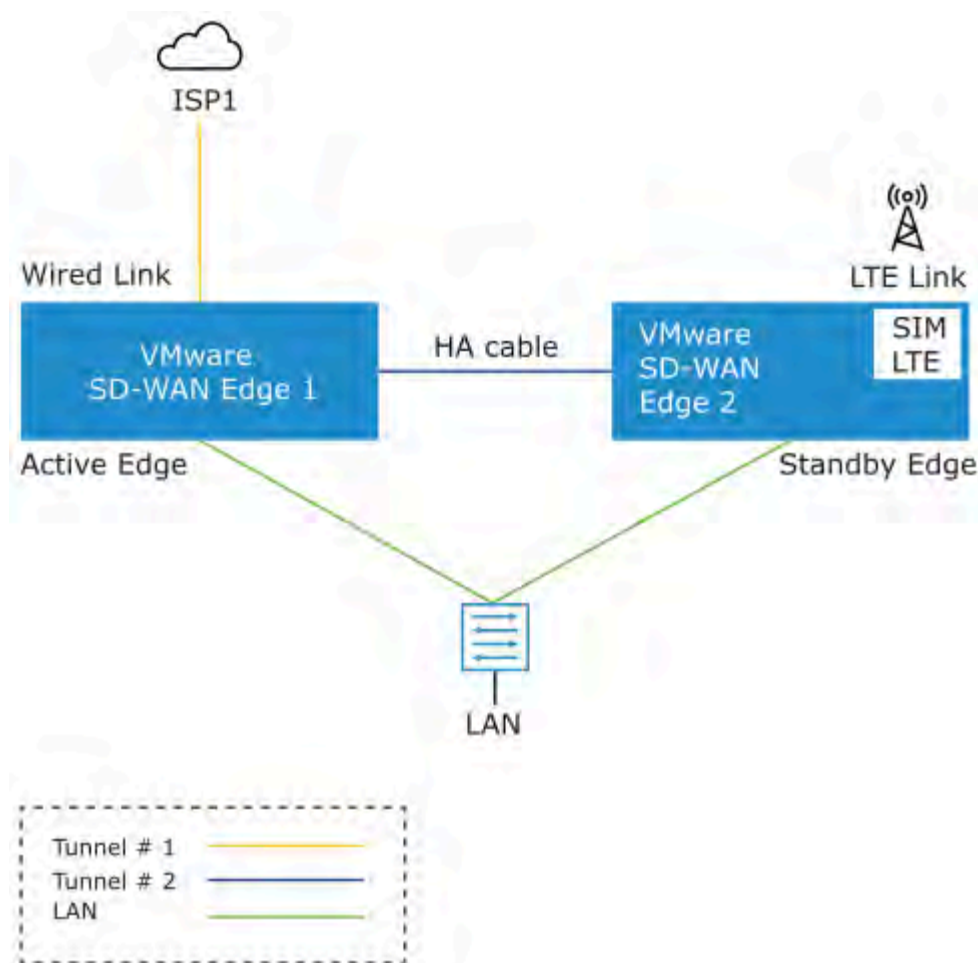 ISP1
Wired Link
LTE Link
VMware
SD-WAN Edge 1
HA cable
VMware
SD-WAN
Edge 2
SIM
LTE
Active Edge
Standby Edge
LAN
Tunnel # 1
Tunnel # 2
LAN